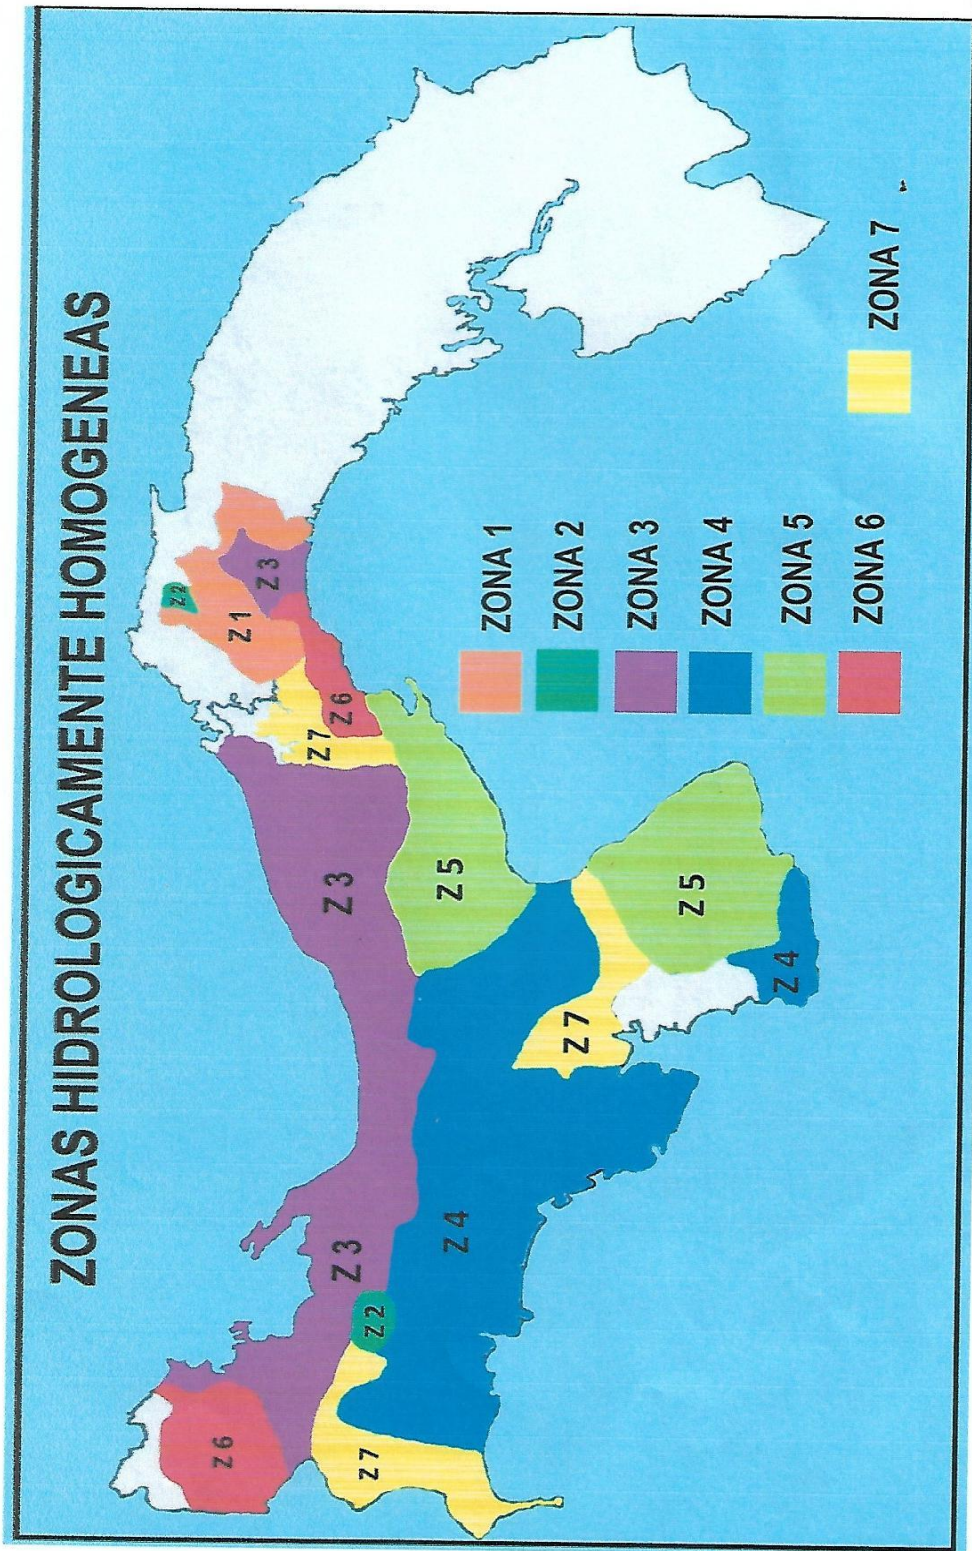 ZONAS HIDROLOGICAMENTE HOMOGENEAS
Z 6
Z 7
Z 2
Z 3
Z 4
Z 3
Z 5
Z 7
Z 4
Z 5
Z 7
Z 6
Z 1
Z 2
Z 3
ZONA 1
ZONA 2
ZONA 3
ZONA 4
ZONA 5
ZONA 6
ZONA 7